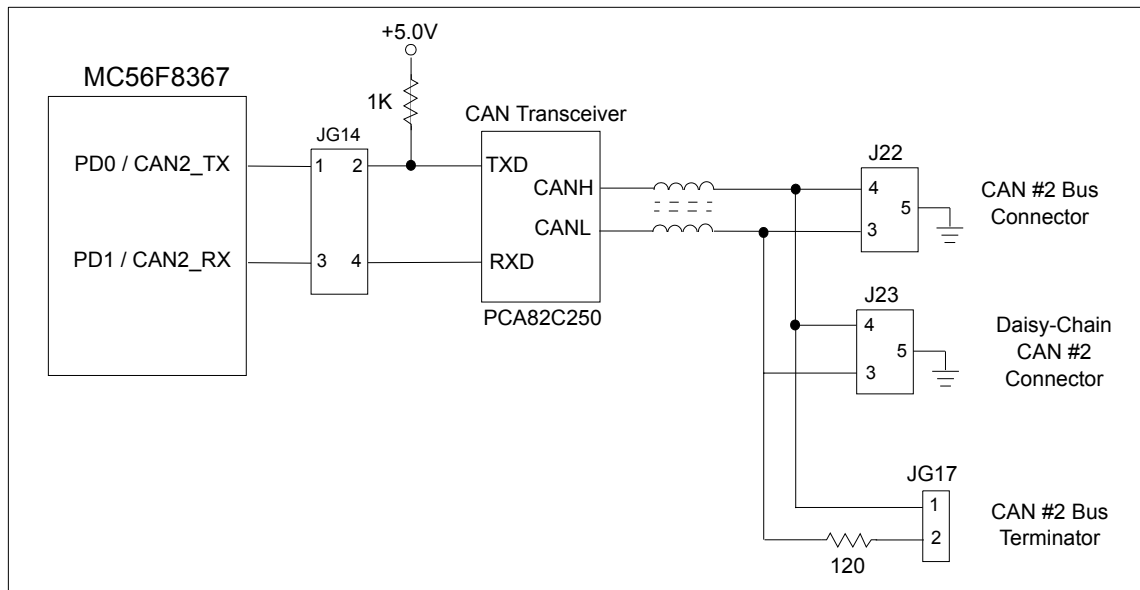 +5.0V
MC56F8367
1K
CAN Transceiver
JG14
PD0 / CAN2_TX
1
2
TXD
J22
CANH
4
CAN #2 Bus
Connector
5
CANL
3
PD1 / CAN2_RX
3
4
RXD
J23
PCA82C250
4
Daisy-Chain
CAN #2
Connector
5
3
JG17
1
CAN #2 Bus
Terminator
2
120